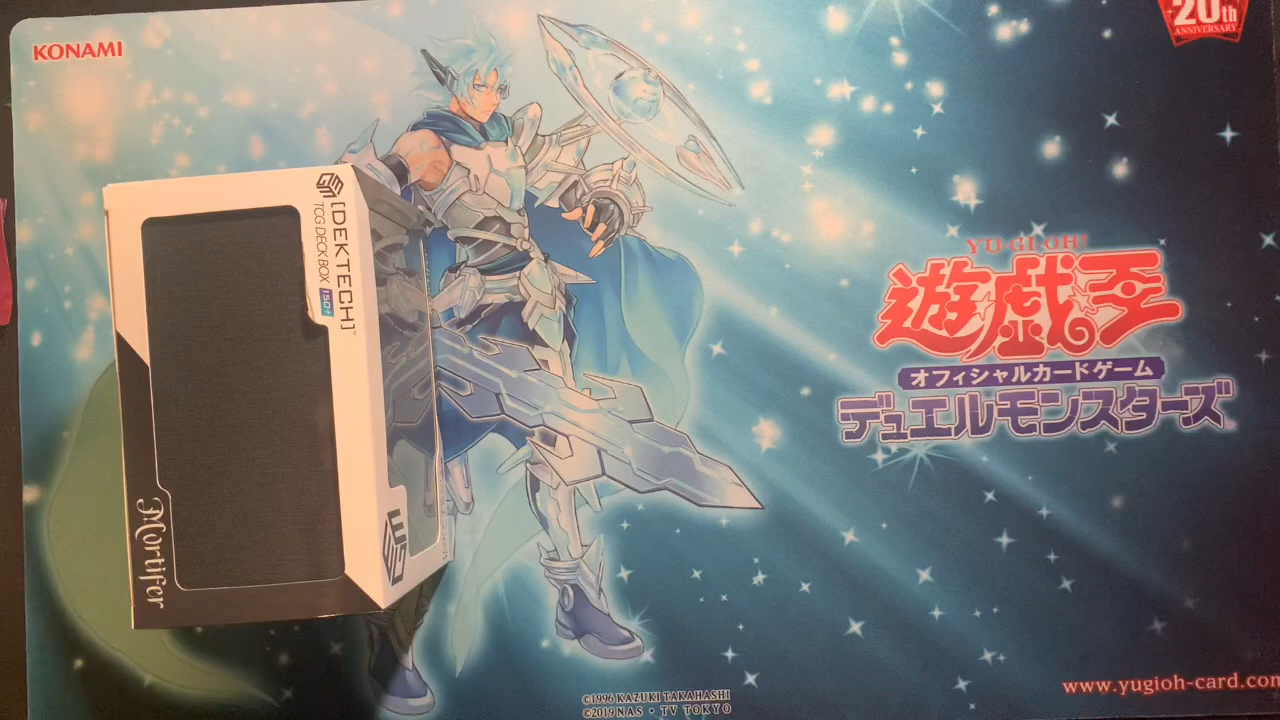 KONAMI
20th
ANNIVERSARY
[DEKTECH]™
TCG DECK BOX 150+
Mortifer
YU-GI-OH!
遊戯王
オフィシャルカードゲーム
デュエルモンスターズ
©1996 KAZUKI TAKAHASHI
©2019 NAS • TV TOKYO
www.yugioh-card.com